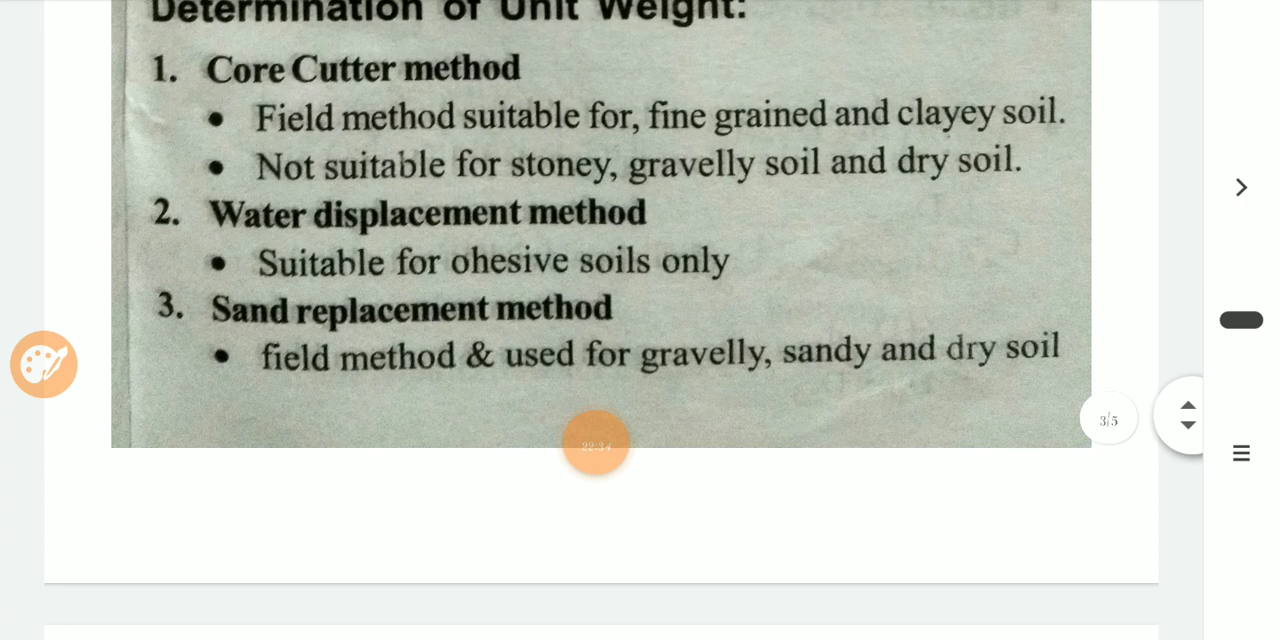 Determination of Unit Weight:
1. Core Cutter method
• Field method suitable for, fine grained and clayey soil.
• Not suitable for stoney, gravelly soil and dry soil.
2. Water displacement method
• Suitable for ohesive soils only
3. Sand replacement method
• field method & used for gravelly, sandy and dry soil
3/5
22:34